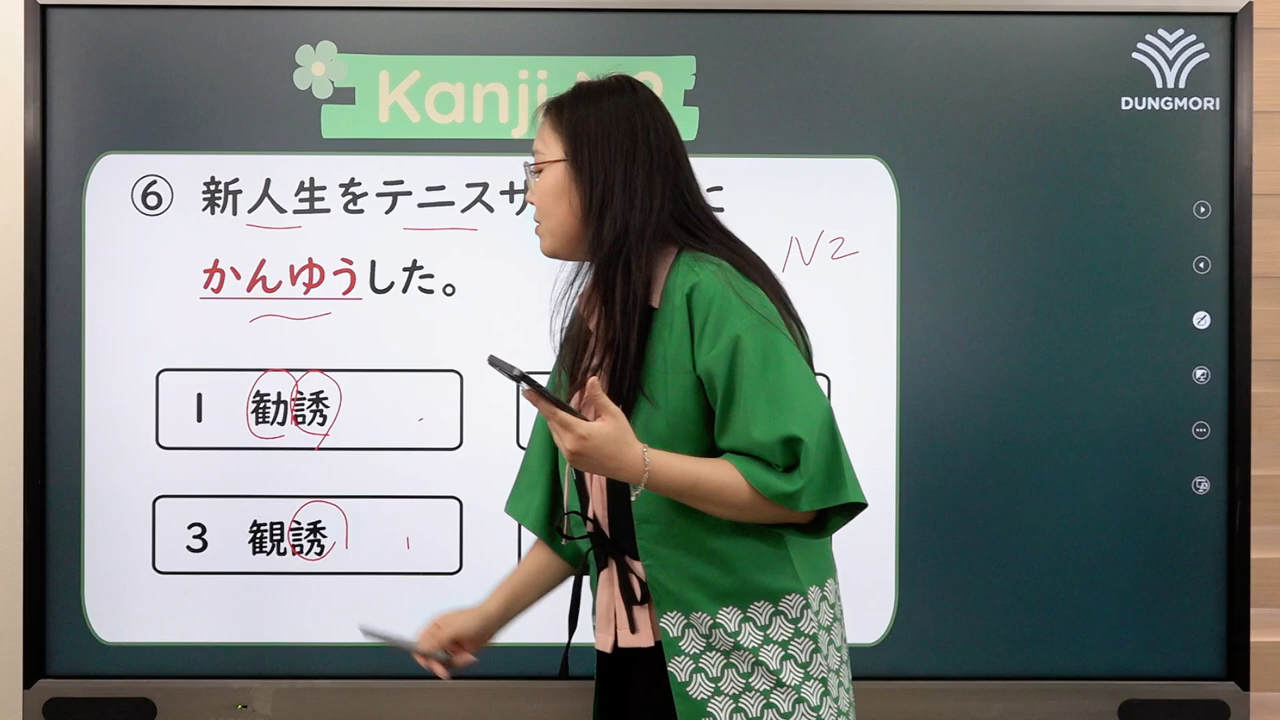 Kanji
DUNGMORI
⑥ 新人生をテニスサ
かんゆうした。
N2
1 勧誘
3 観誘